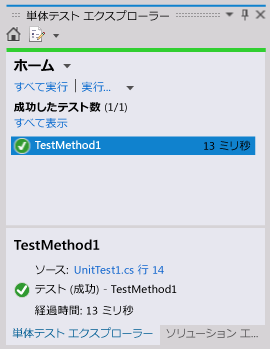 単体テスト エクスプローラー
ホーム
すべて実行 実行...
成功したテスト数 (1/1)
すべて表示
TestMethod1 13 ミリ秒
TestMethod1
ソース: UnitTest1.cs 行 14
テスト (成功) - TestMethod1
経過時間: 13 ミリ秒
単体テスト エクスプローラー ソリューション エ...